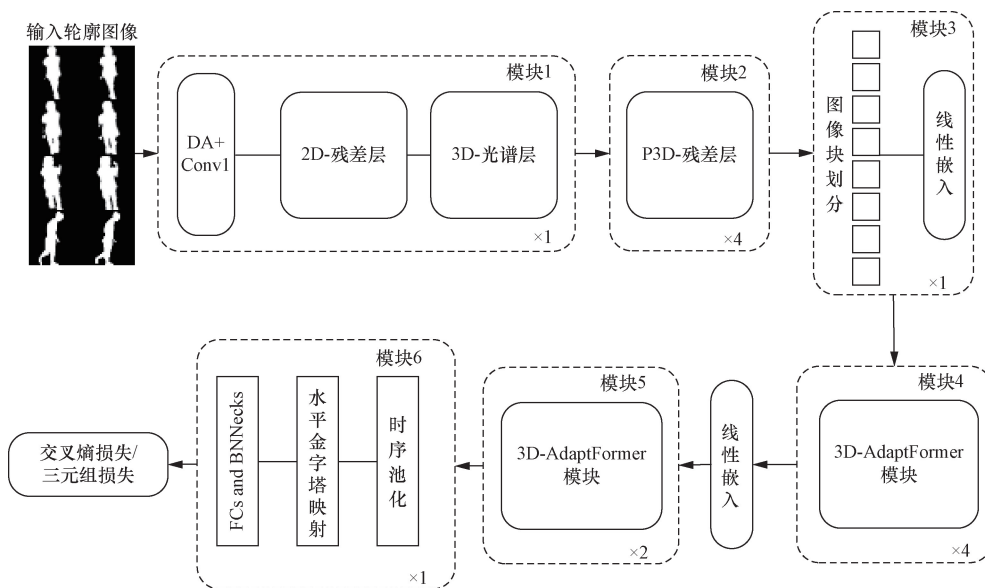 输入轮廓图像
模块1
DA+
Conv1
2D-残差层
3D-光谱层
×1
模块2
P3D-残差层
×4
模块3
图像块划分
线性嵌入
×1
模块4
3D-AdaptFormer
模块
×4
线性嵌入
模块5
3D-AdaptFormer
模块
×2
模块6
时序池化
水平金字塔映射
FCs and BNNecks
×1
交叉熵损失/
三元组损失